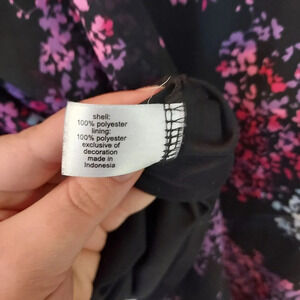 shell:
100% polyester
lining:
100% polyester
exclusive of
decoration
made in
Indonesia